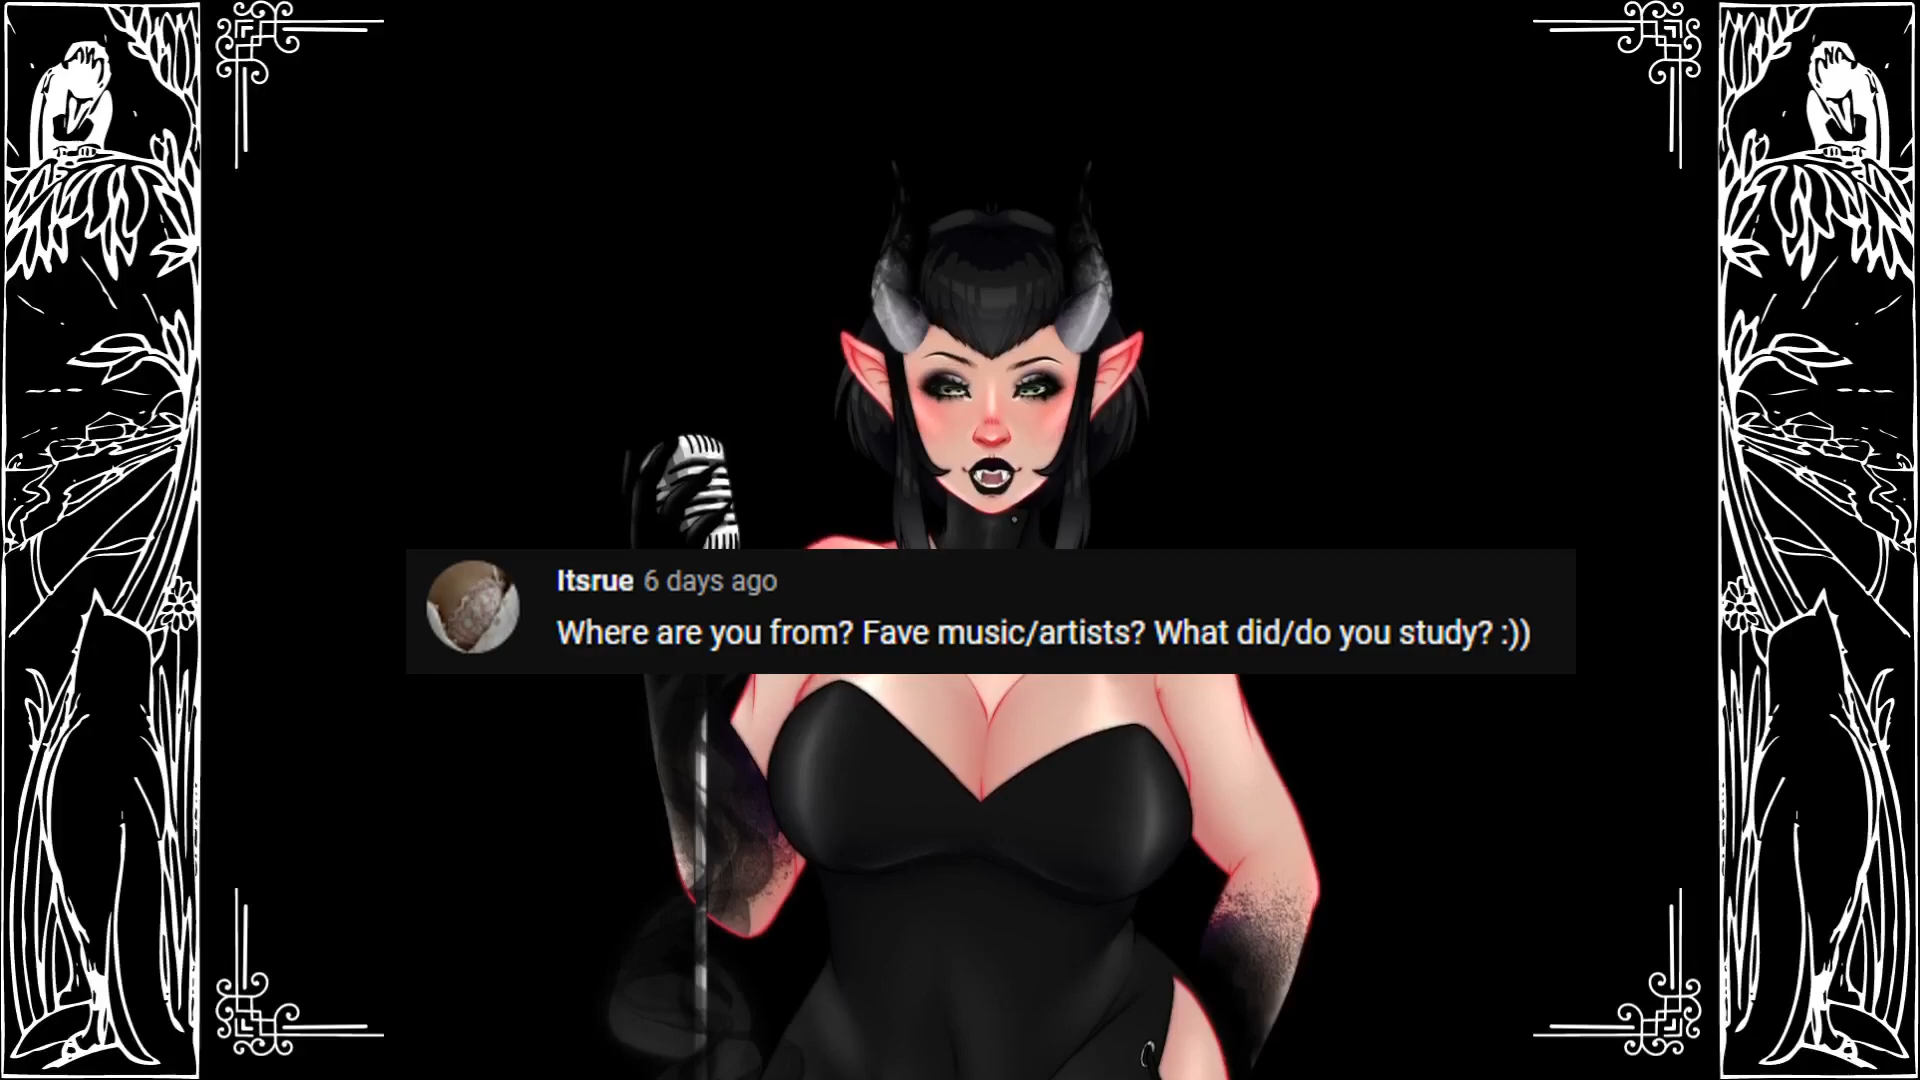 Itsrue 6 days ago
Where are you from? Fave music/artists? What did/do you study? :))